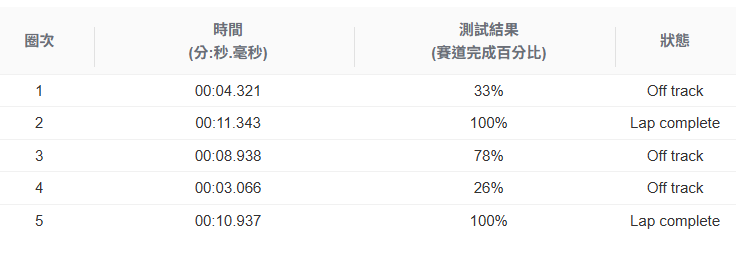 圈次 時間 測試結果 狀態
(分:秒.毫秒) (賽道完成百分比)
1 00:04.321 33% Off track
2 00:11.343 100% Lap complete
3 00:08.938 78% Off track
4 00:03.066 26% Off track
5 00:10.937 100% Lap complete